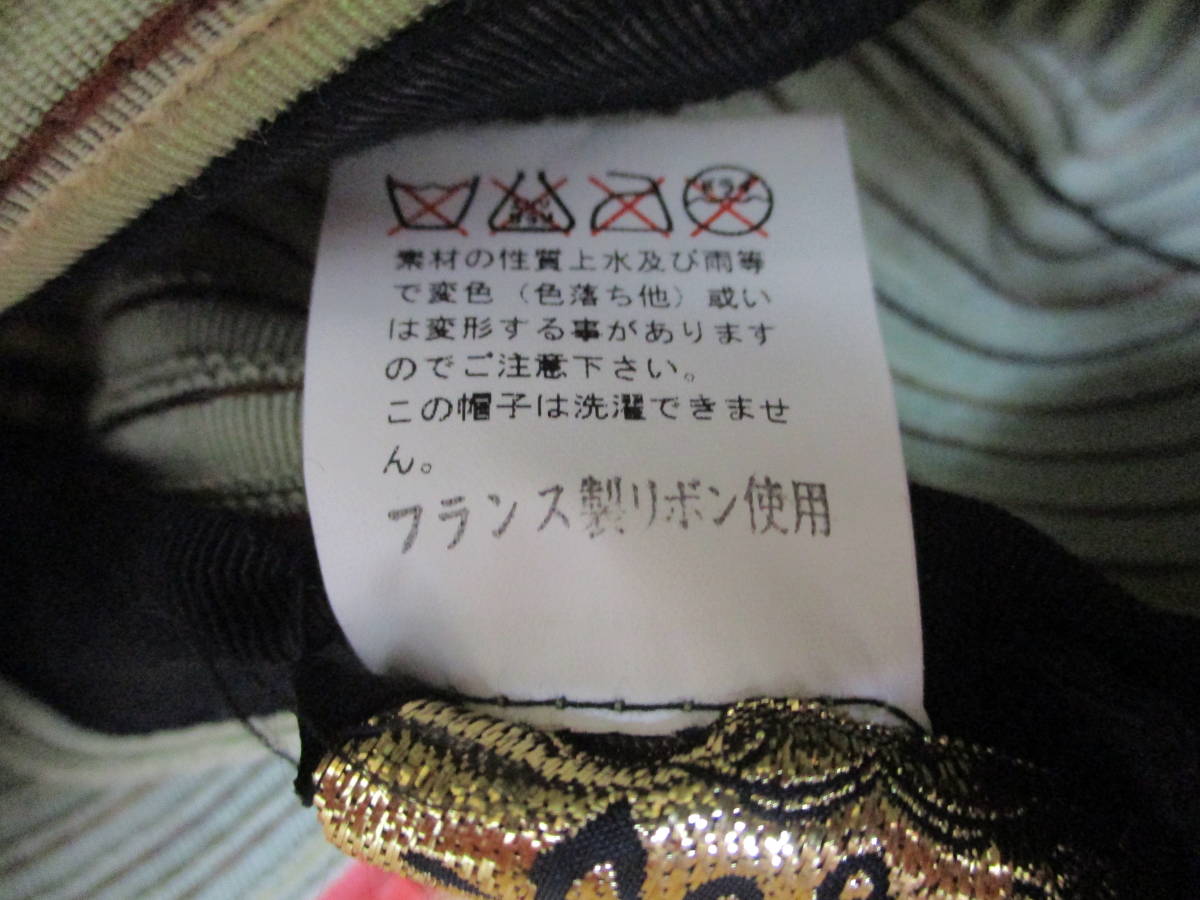 素材の性質上水及び雨等
で変色（色落ち他）或い
は変形する事があります
のでご注意下さい。
この帽子は洗濯できませ
ん。
フランス製リボン使用